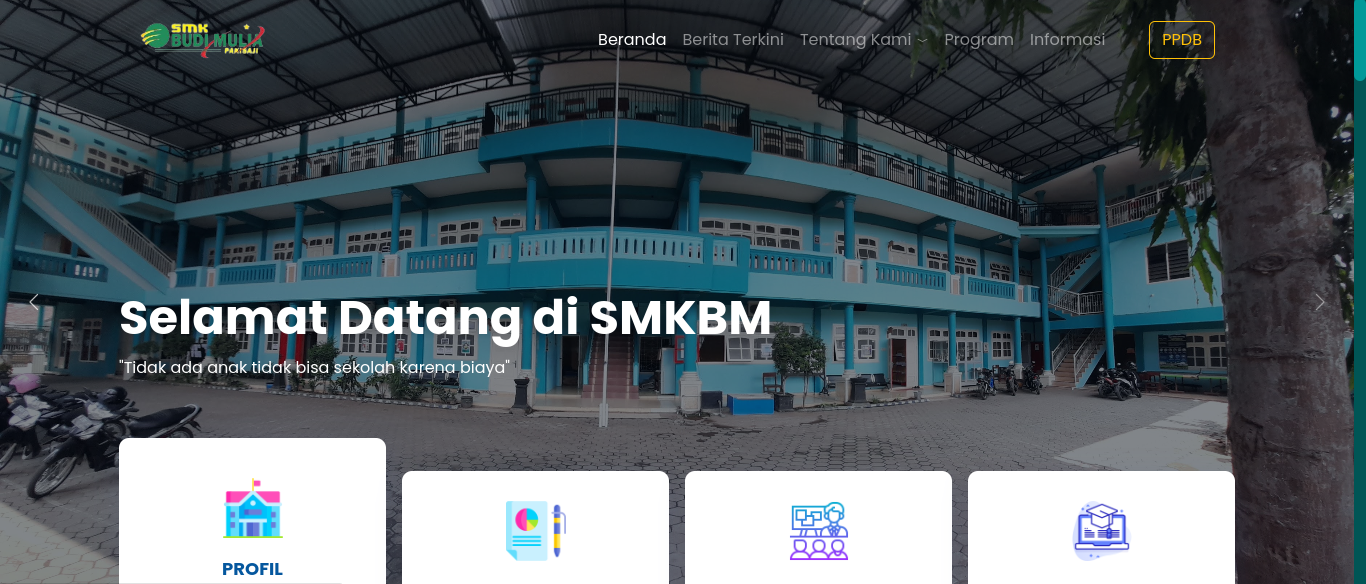 SMK
BUDI MULIA
PAKISAJI
Beranda Berita Terkini Tentang Kami Program Informasi PPDB
Selamat Datang di SMKBM
"Tidak ada anak tidak bisa sekolah karena biaya"
PROFIL